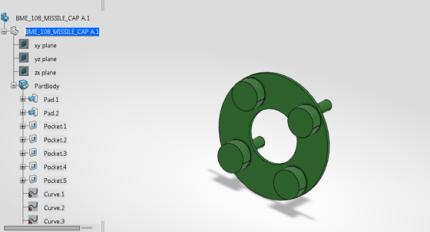 BME_108_MISSILE_CAP A.1
BME_108_MISSILE_CAP A.1
xy plane
yz plane
zx plane
PartBody
Pad.1
Pad.2
Pocket.1
Pocket.2
Pocket.3
Pocket.4
Pocket.5
Curve.1
Curve.2
Curve.3